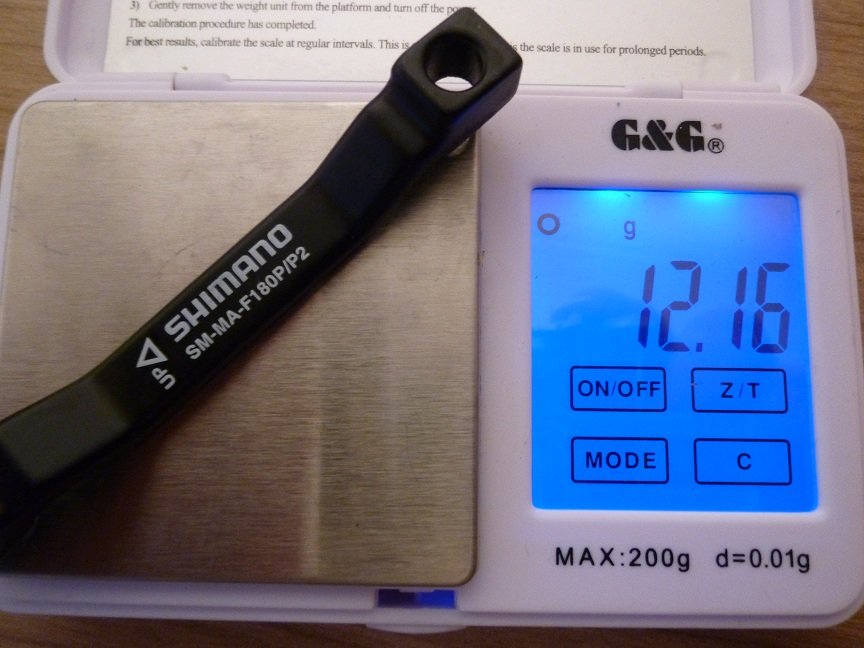 3) Gently remove the weight unit from the platform and turn off the power
The calibration procedure has completed.
For best results, calibrate the scale at regular intervals. This is the scale is in use for prolonged periods.
G&G®
g
12.16
ON/OFF Z/T
MODE C
MAX:200g d=0.01g
SHIMANO
SM-MA-F180P/P2
UP